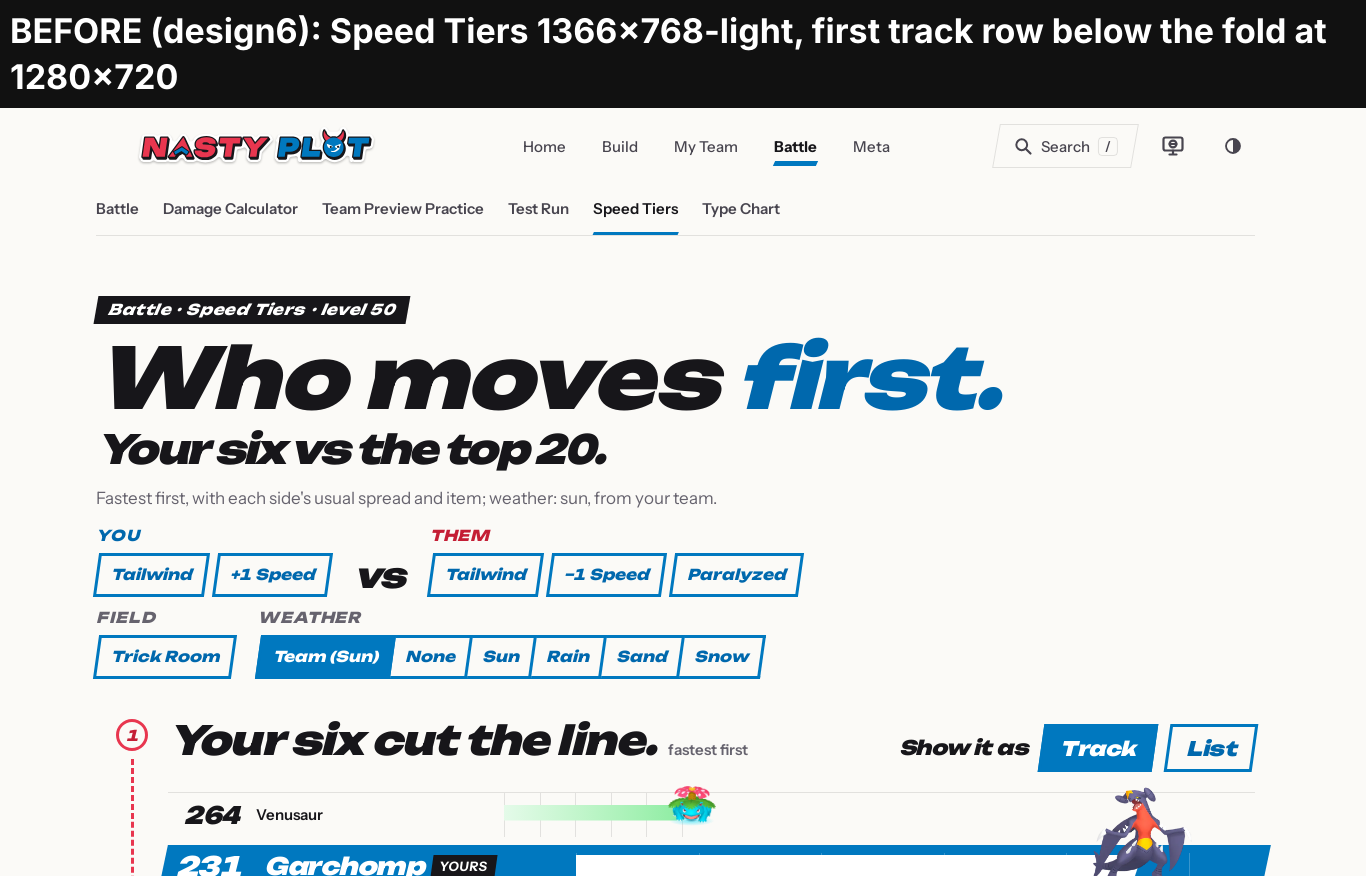 BEFORE (design6): Speed Tiers 1366×768-light, first track row below the fold at
1280×720
NASTY PLOT
Home Build My Team Battle Meta Search /
Battle Damage Calculator Team Preview Practice Test Run Speed Tiers Type Chart
Battle · Speed Tiers · level 50
Who moves first.
Your six vs the top 20.
Fastest first, with each side's usual spread and item; weather: sun, from your team.
YOU THEM
Tailwind +1 Speed vs Tailwind −1 Speed Paralyzed
FIELD WEATHER
Trick Room Team (Sun) None Sun Rain Sand Snow
1 Your six cut the line. fastest first Show it as Track List
264 Venusaur
231 Garchomp YOURS